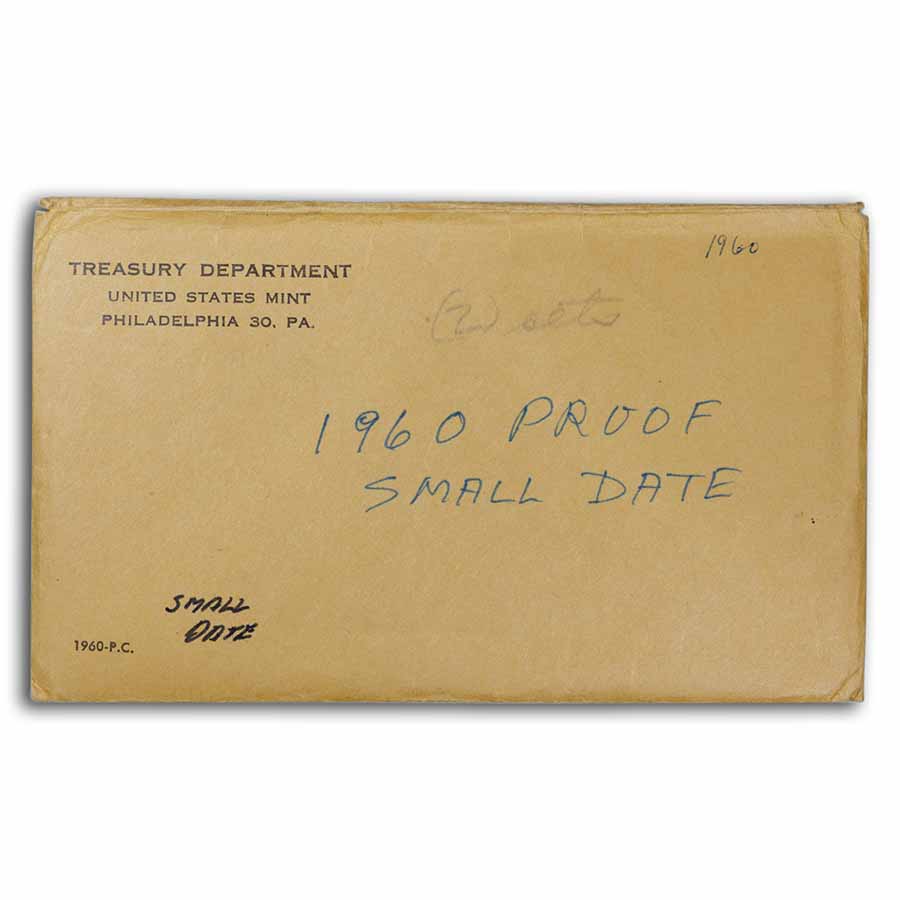 TREASURY DEPARTMENT
UNITED STATES MINT
PHILADELPHIA 30, PA.
1960
1960 PROOF
SMALL DATE
SMALL
DATE
1960-P.C.